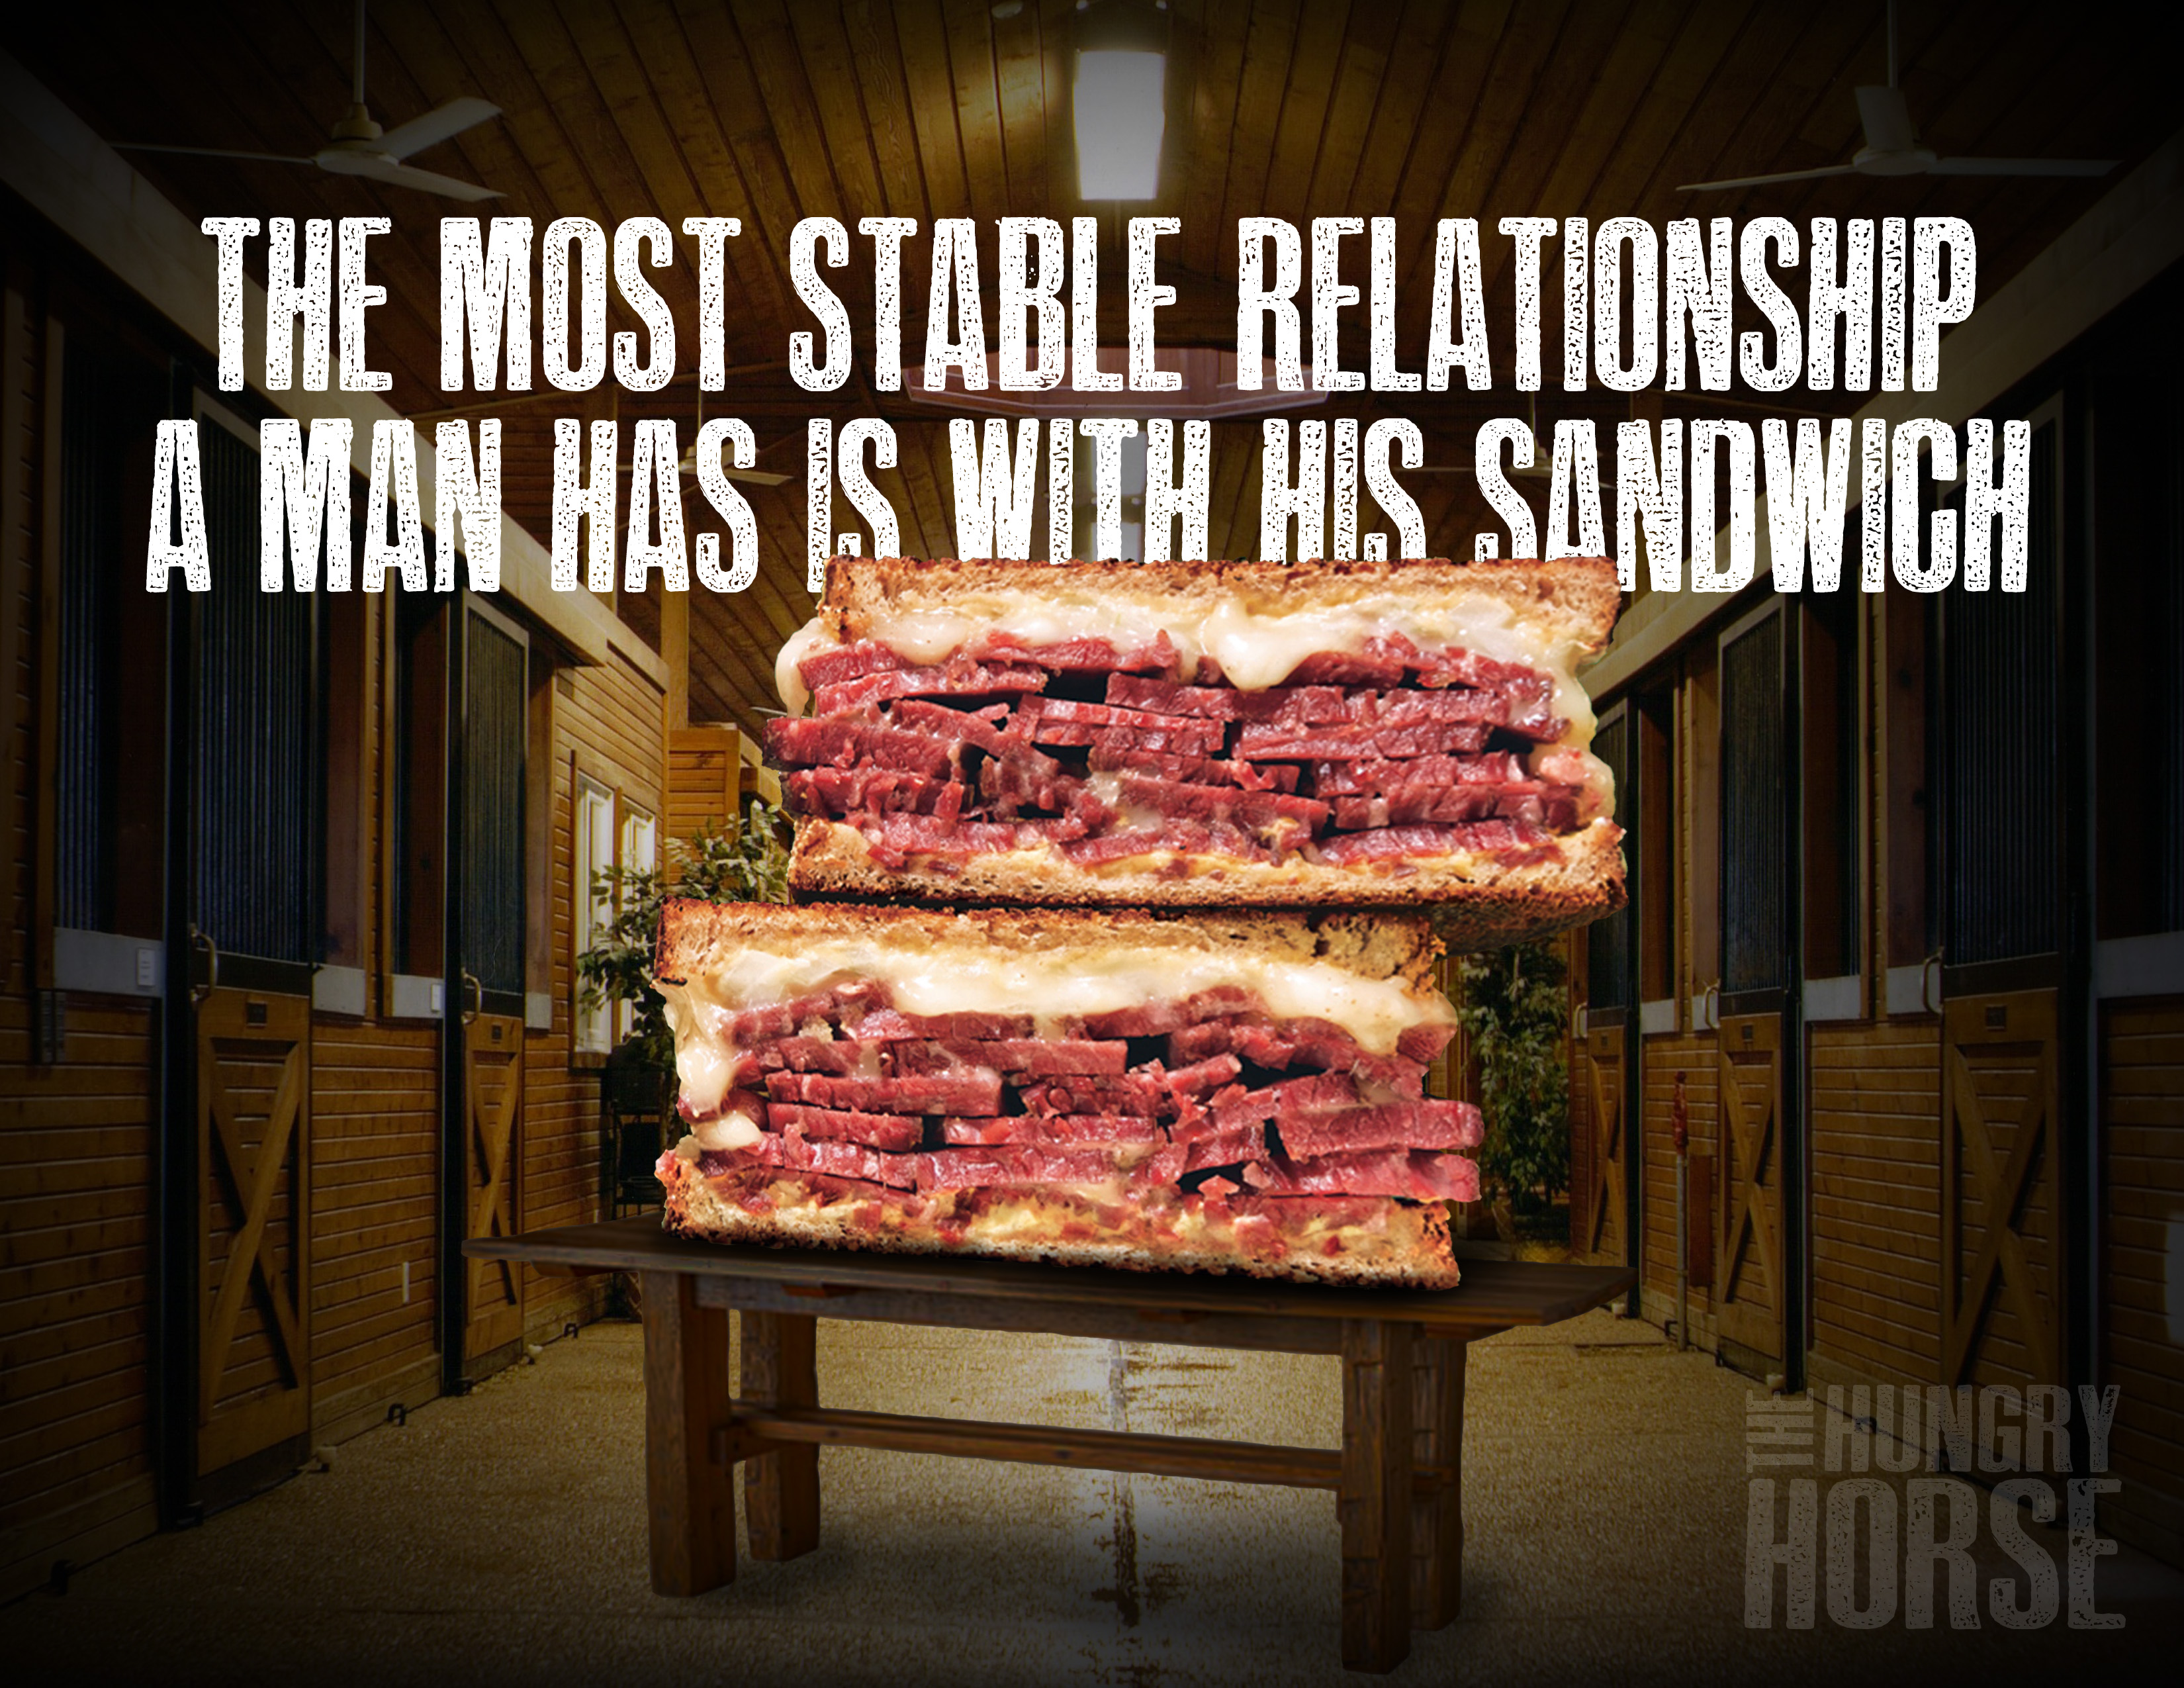 THE MOST STABLE RELATIONSHIP
A MAN HAS IS WITH HIS SANDWICH
THE HUNGRY
HORSE